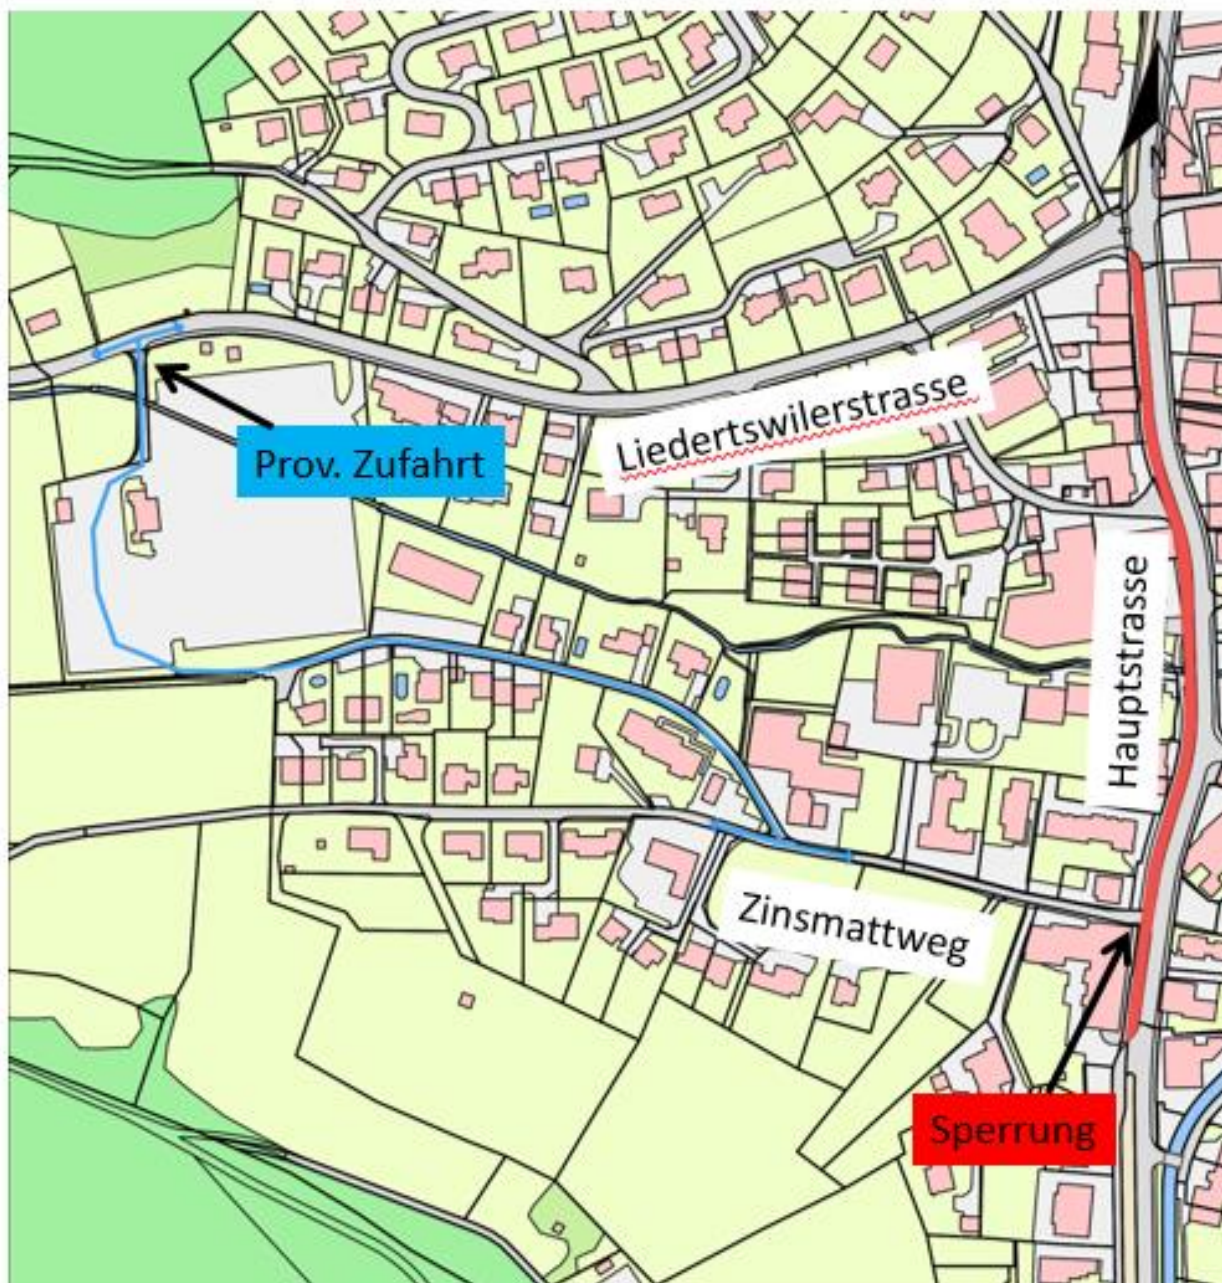 Liedertswilerstrasse
Prov. Zufahrt
Hauptstrasse
Zinsmattweg
Sperrung